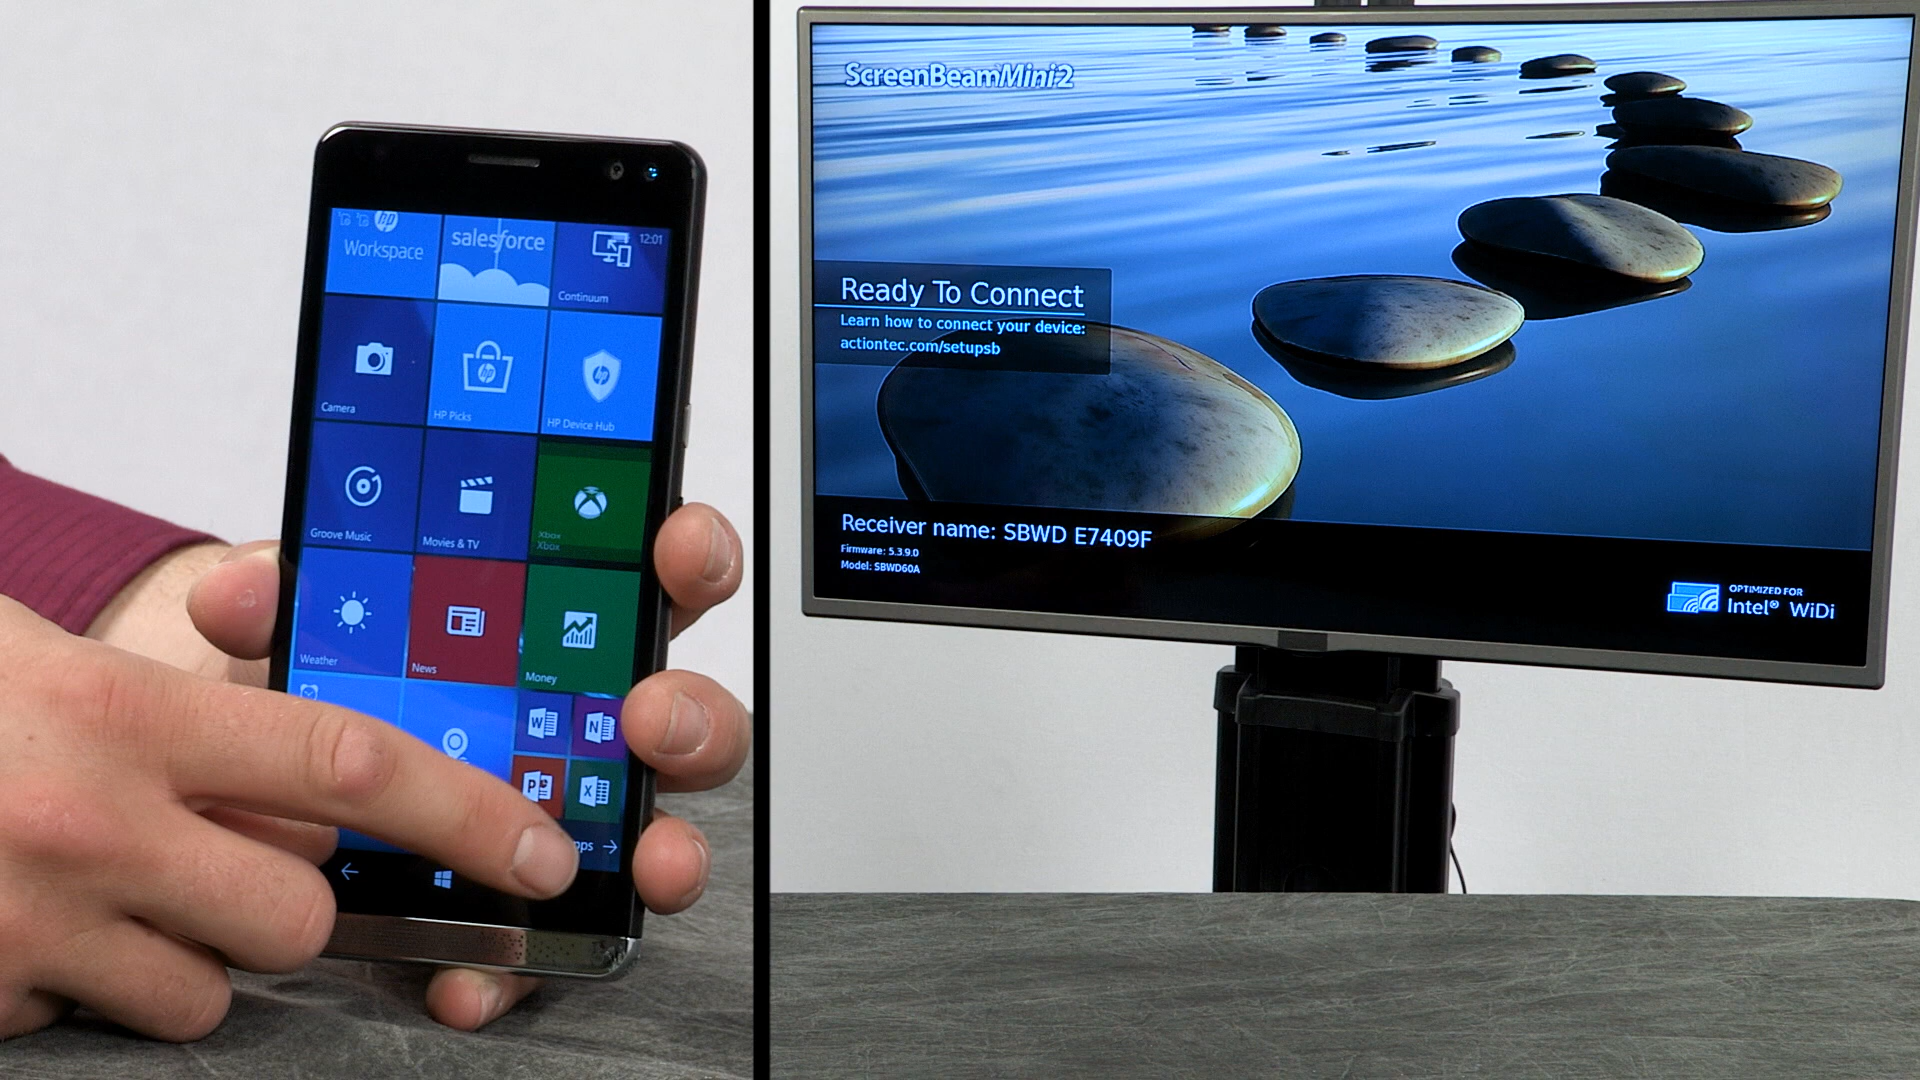 hp
Workspace
salesforce
12:01
Continuum
Camera
HP Picks
HP Device Hub
Groove Music
Movies & TV
Xbox
Xbox
Weather
News
Money
W
N
P
X
ScreenBeamMini2
Ready To Connect
Learn how to connect your device:
actiontec.com/setupsb
Receiver name: SBWD E7409F
Firmware: 5.3.9.0
Model: SBWD60A
OPTIMIZED FOR
Intel® WiDi